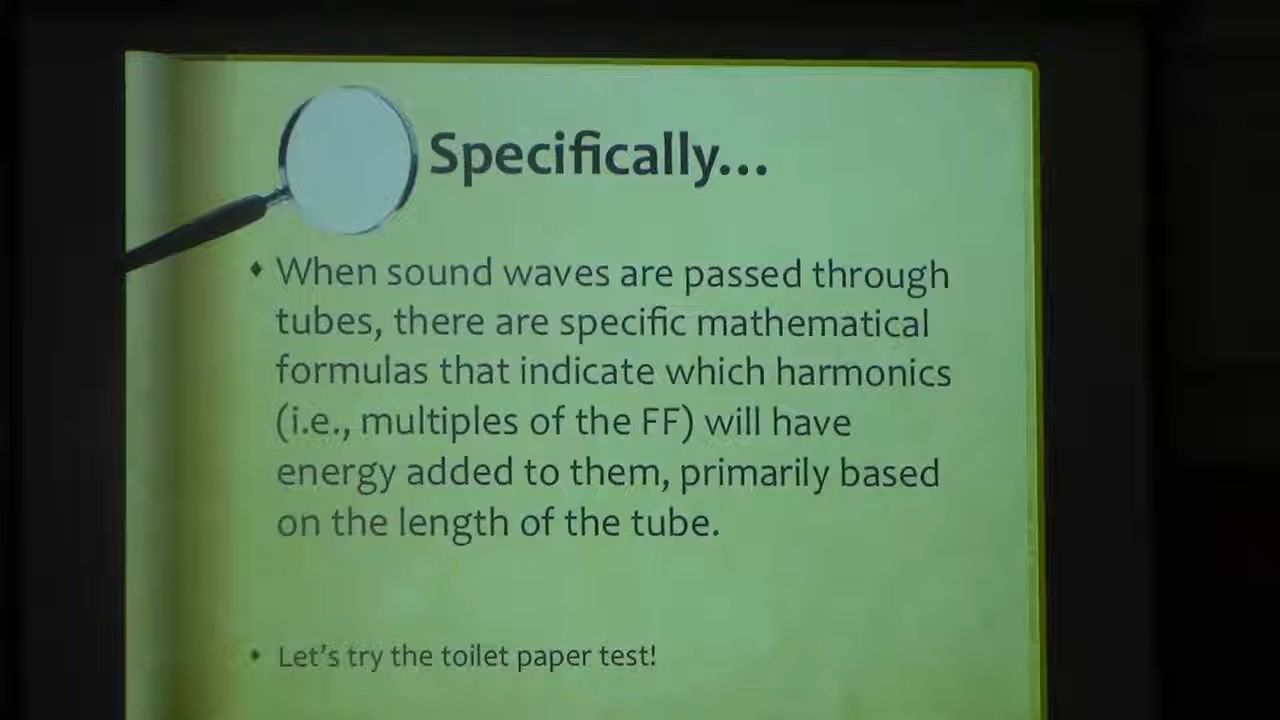 Specifically...
When sound waves are passed through
tubes, there are specific mathematical
formulas that indicate which harmonics
(i.e., multiples of the FF) will have
energy added to them, primarily based
on the length of the tube.
Let's try the toilet paper test!